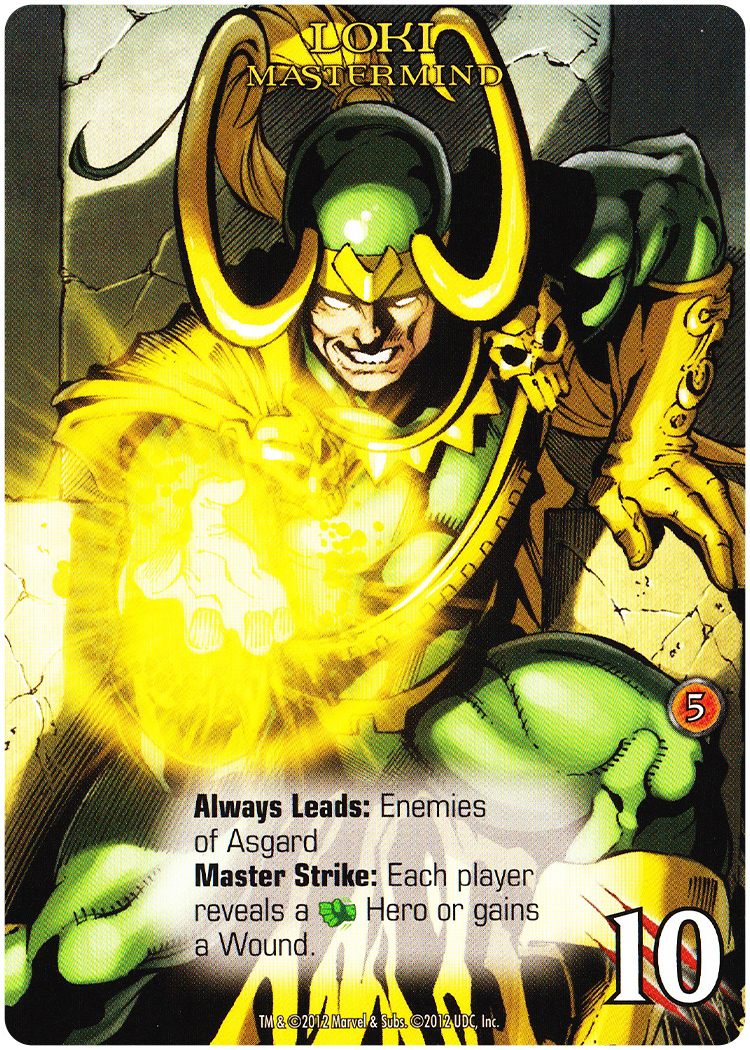 LOKI
MASTERMIND
5
Always Leads: Enemies
of Asgard
Master Strike: Each player
reveals a Hero or gains
a Wound.
10
TM & ©2012 Marvel & Subs. ©2012 UDC, Inc.